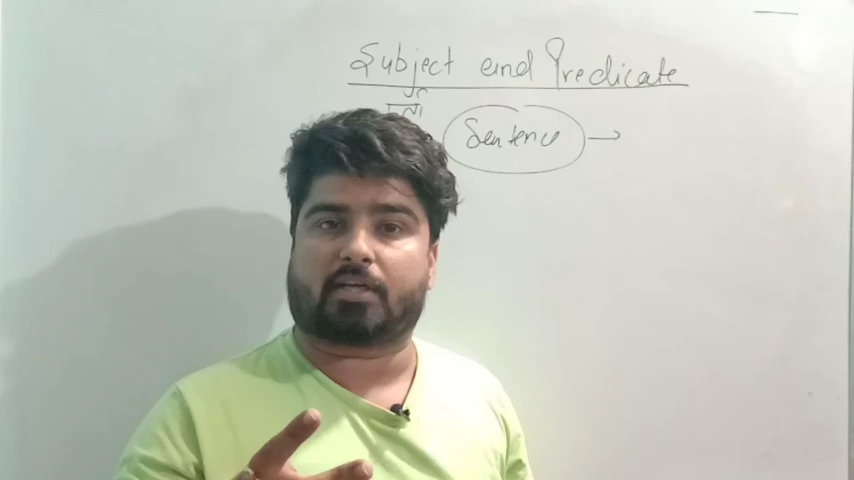 Subject and Predicate
Sentence →